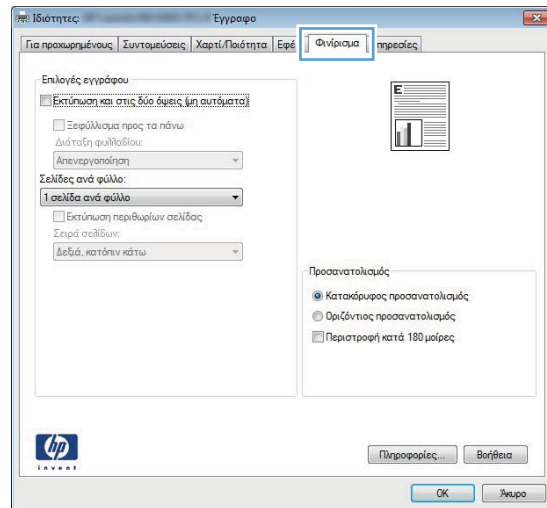 Ιδιότητες: Έγγραφο
Για προχωρημένους Συντομεύσεις Χαρτί/Ποιότητα Εφέ Φινίρισμα πηρεσίες
Επιλογές εγγράφου
Εκτύπωση και στις δύο όψεις (μη αυτόματα)
Ξεφύλλισμα προς τα πάνω
Διάταξη φυλλαδίου:
Απενεργοποίηση
Σελίδες ανά φύλλο:
1 σελίδα ανά φύλλο
Εκτύπωση περιθωρίων σελίδας
Σειρά σελίδων:
Δεξιά, κατόπιν κάτω
E
Προσανατολισμός
Κατακόρυφος προσανατολισμός
Οριζόντιος προσανατολισμός
Περιστροφή κατά 180 μοίρες
hp
invent
Πληροφορίες... Βοήθεια
OK Άκυρο